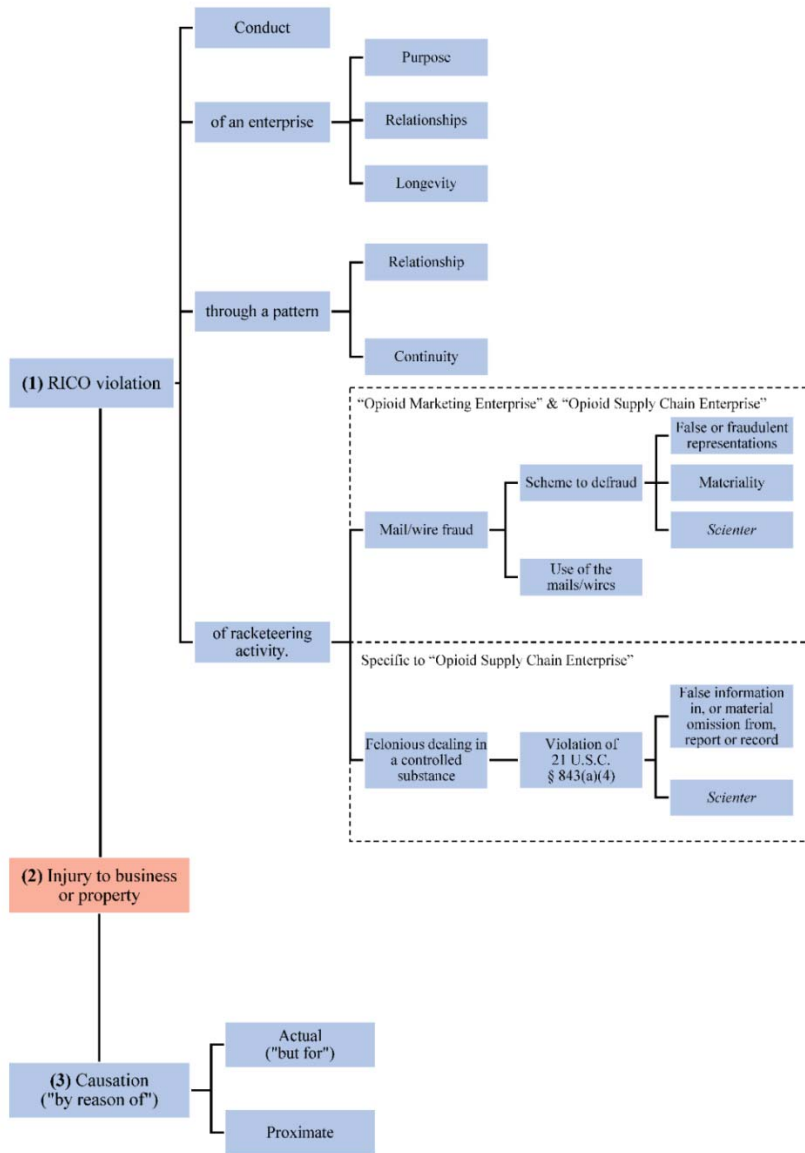 Conduct
of an enterprise
Purpose
Relationships
Longevity
through a pattern
Relationship
Continuity
(1) RICO violation
“Opioid Marketing Enterprise” & “Opioid Supply Chain Enterprise”
Mail/wire fraud
Scheme to defraud
False or fraudulent
representations
Materiality
Scienter
Use of the
mails/wires
of racketeering
activity.
Specific to “Opioid Supply Chain Enterprise”
Felonious dealing in
a controlled
substance
Violation of
21 U.S.C.
§ 843(a)(4)
False information
in, or material
omission from,
report or record
Scienter
(2) Injury to business
or property
(3) Causation
("by reason of")
Actual
("but for")
Proximate